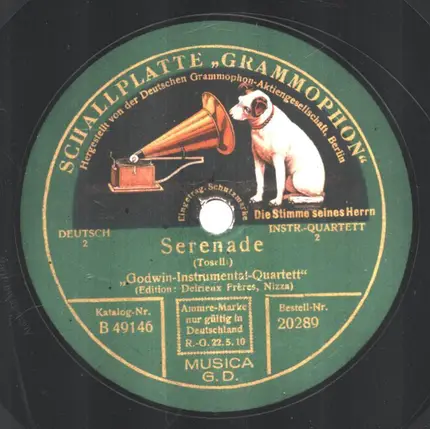 SCHALLPLATTE „GRAMMOPHON“
Hergestellt von der Deutschen Grammophon-Aktiengesellschaft, Berlin
Eingetrag. Schutzmarke
Die Stimme seines Herrn
DEUTSCH
2
INSTR.-QUARTETT
2
Serenade
(Toselli)
„Godwin-Instrumental-Quartett“
(Edition: Delrieux Frères, Nizza)
Katalog-Nr.
B 49146
Ammre-Marke
nur gültig in
Deutschland
R.-G. 22.5.10
Bestell-Nr.
20289
MUSICA
G.D.